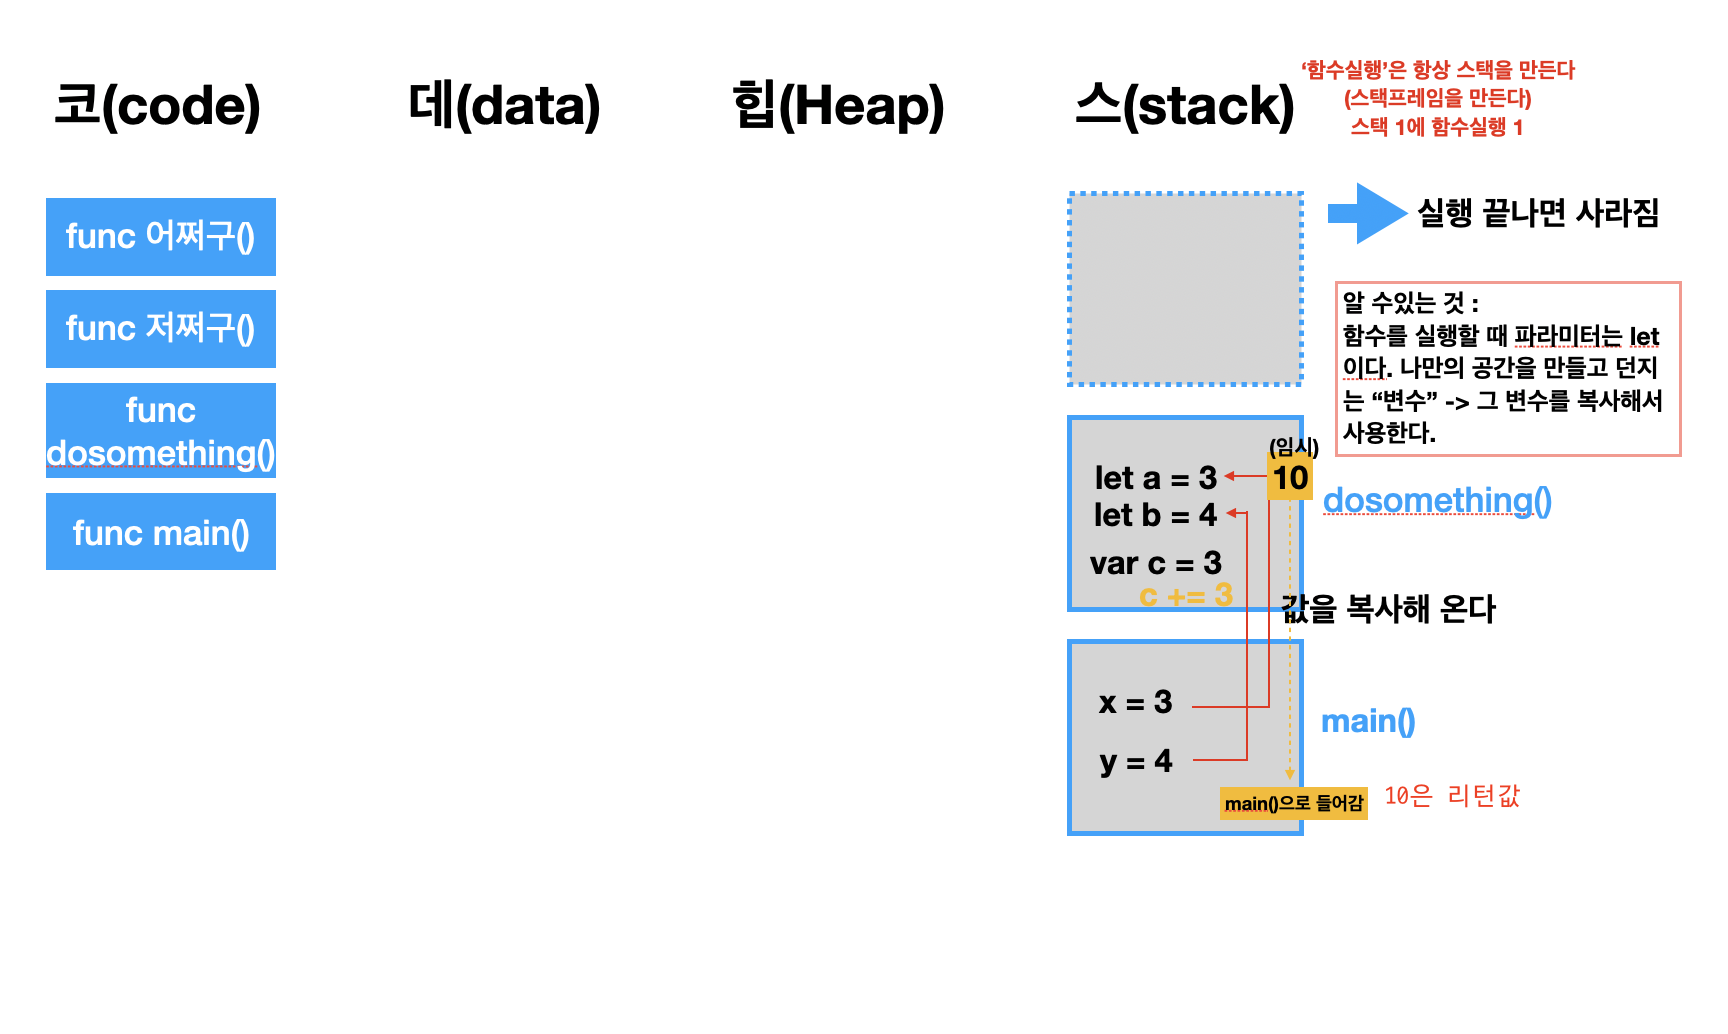 코(code)
데(data)
힙(Heap)
스(stack)
‘함수실행’은 항상 스택을 만든다
(스택프레임을 만든다)
스택 1에 함수실행 1
func 어쩌구()
func 저쩌구()
func
dosomething()
func main()
실행 끝나면 사라짐
알 수있는 것 :
함수를 실행할 때 파라미터는 let
이다. 나만의 공간을 만들고 던지
는 “변수” -> 그 변수를 복사해서
사용한다.
(임시)
let a = 3
10
let b = 4
var c = 3
c += 3
dosomething()
값을 복사해 온다
x = 3
y = 4
main()
main()으로 들어감
10은 리턴값